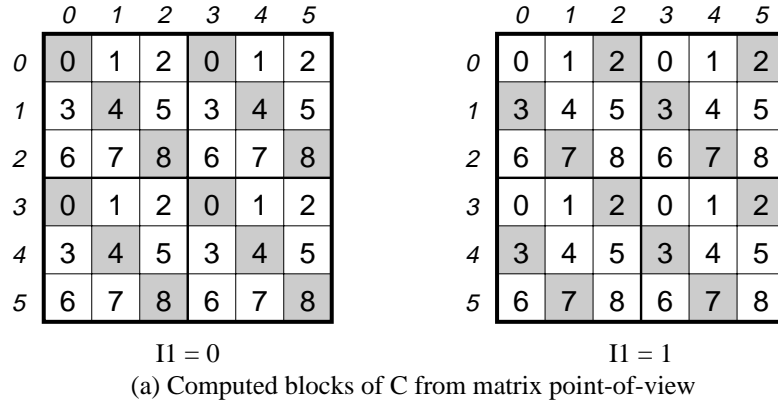 0 1 2 3 4 5 0 1 2 3 4 5
0 0 1 2 0 1 2 0 0 1 2 0 1 2
1 3 4 5 3 4 5 1 3 4 5 3 4 5
2 6 7 8 6 7 8 2 6 7 8 6 7 8
3 0 1 2 0 1 2 3 0 1 2 0 1 2
4 3 4 5 3 4 5 4 3 4 5 3 4 5
5 6 7 8 6 7 8 5 6 7 8 6 7 8
I1 = 0 I1 = 1
(a) Computed blocks of C from matrix point-of-view